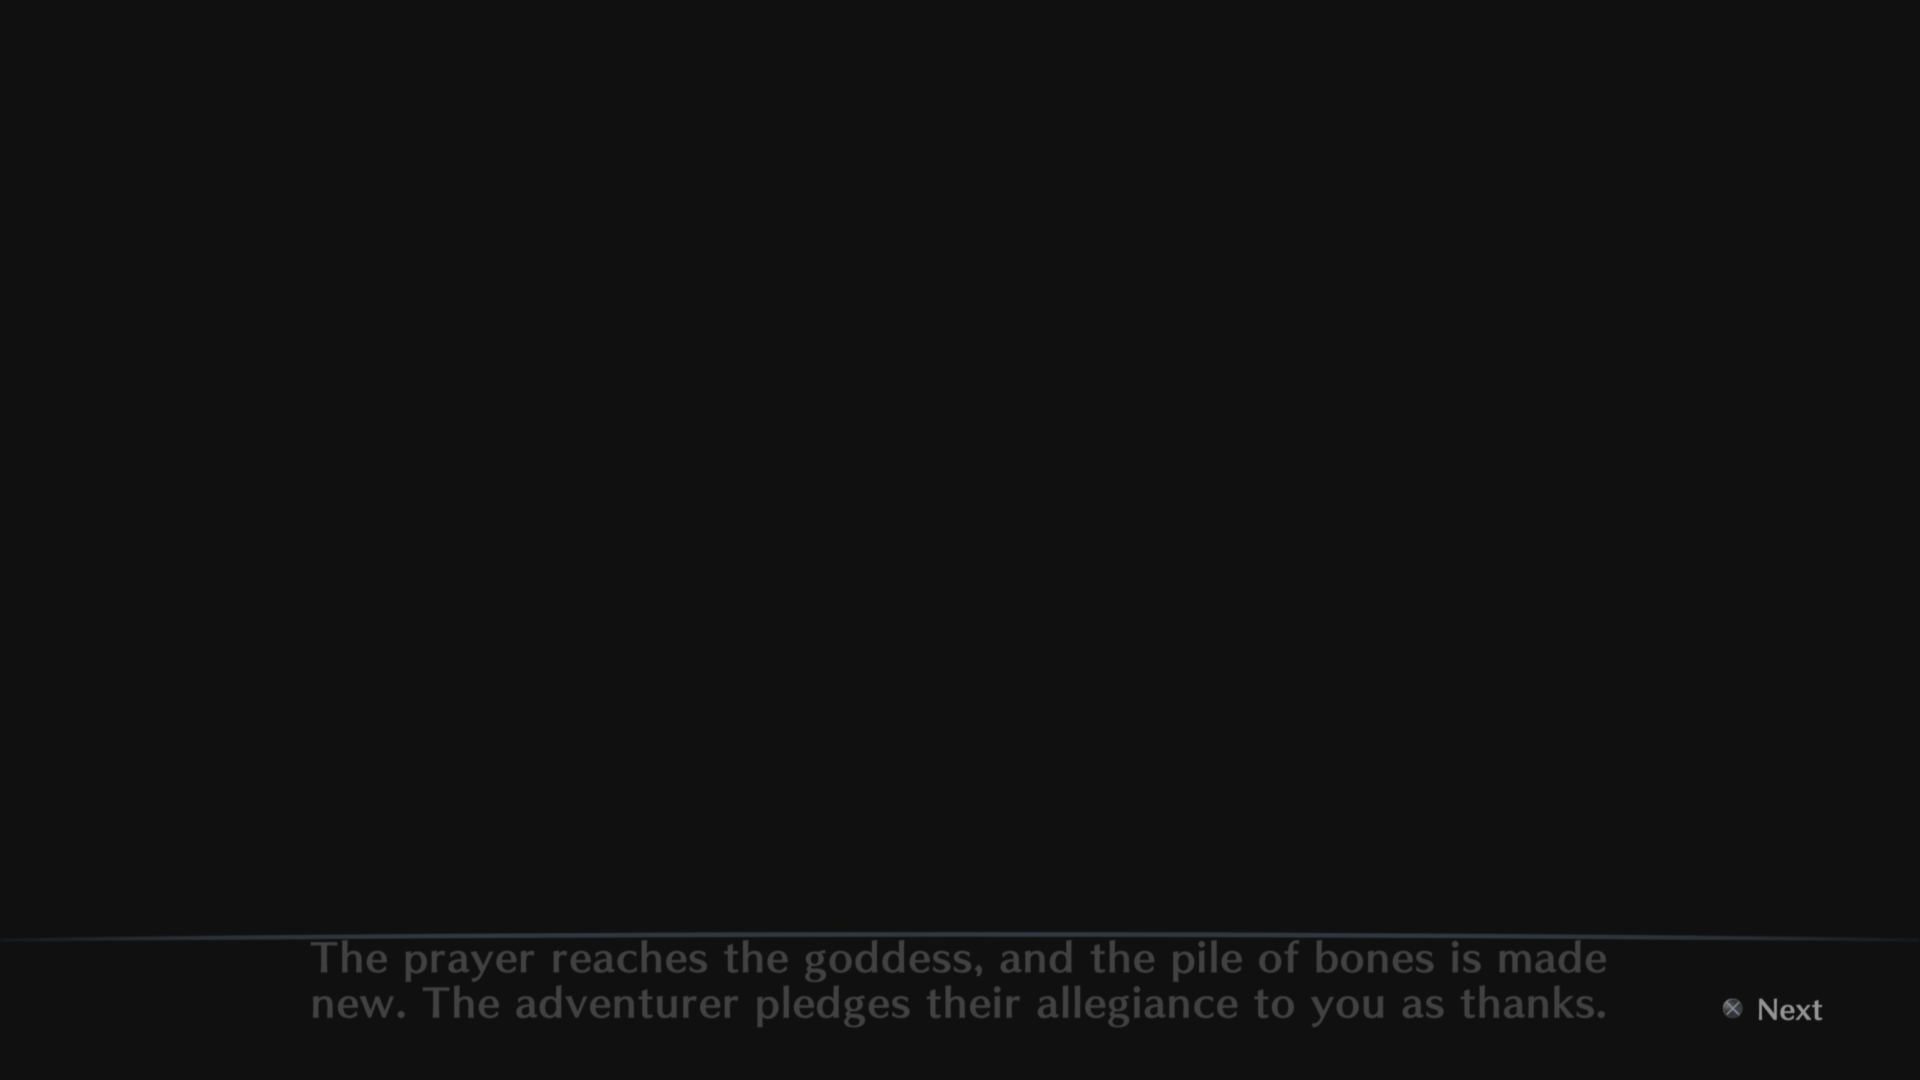 The prayer reaches the goddess, and the pile of bones is made
new. The adventurer pledges their allegiance to you as thanks.
Next